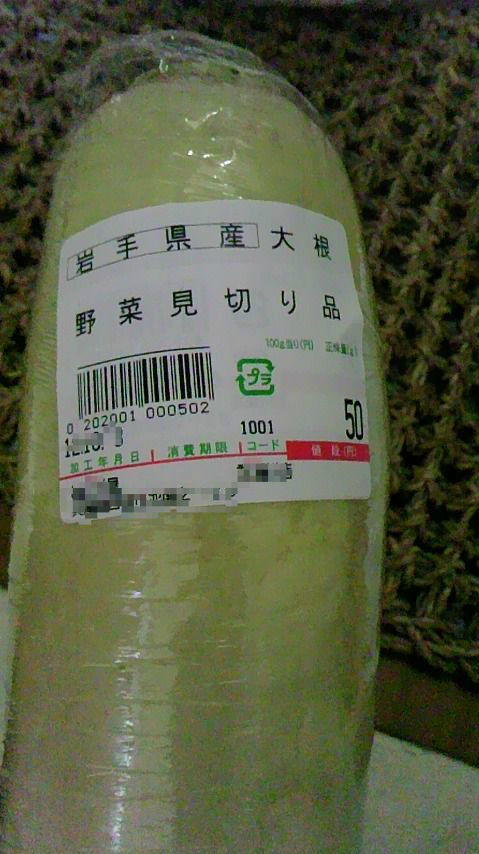 岩手県産大根
野菜見切り品
100g当り(円) 正味量(g)
プラ
0 202001 000502
1001
50
加工年月日 消費期限 コード 値段(円)